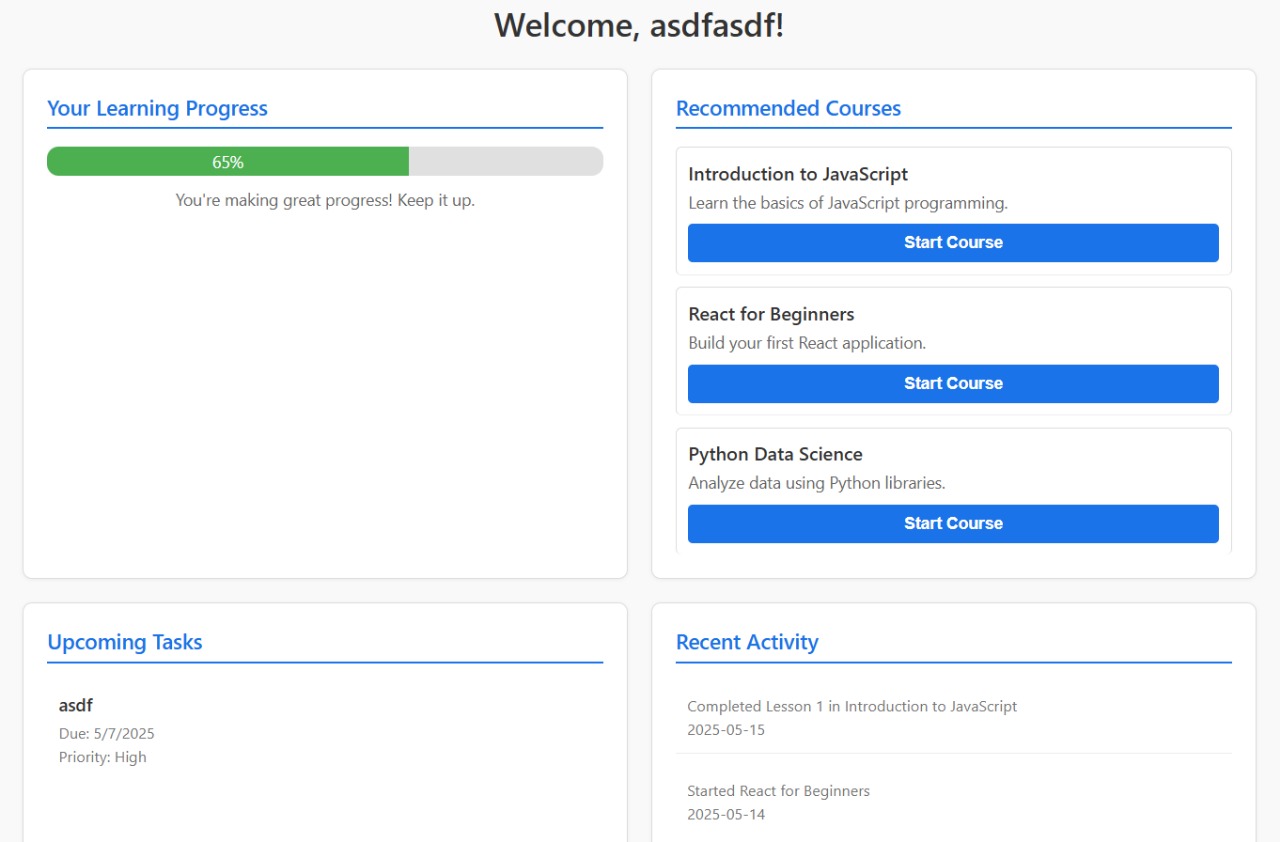 Welcome, asdfasdf!
Your Learning Progress
65%
You're making great progress! Keep it up.
Recommended Courses
Introduction to JavaScript
Learn the basics of JavaScript programming.
Start Course
React for Beginners
Build your first React application.
Start Course
Python Data Science
Analyze data using Python libraries.
Start Course
Upcoming Tasks
asdf
Due: 5/7/2025
Priority: High
Recent Activity
Completed Lesson 1 in Introduction to JavaScript
2025-05-15
Started React for Beginners
2025-05-14